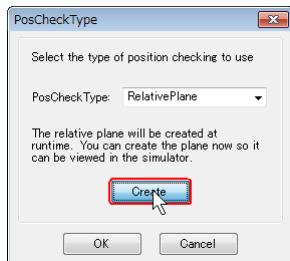 PosCheckType
Select the type of position checking to use
PosCheckType: RelativePlane
The relative plane will be created at
runtime. You can create the plane now so it
can be viewed in the simulator.
Create
OK Cancel